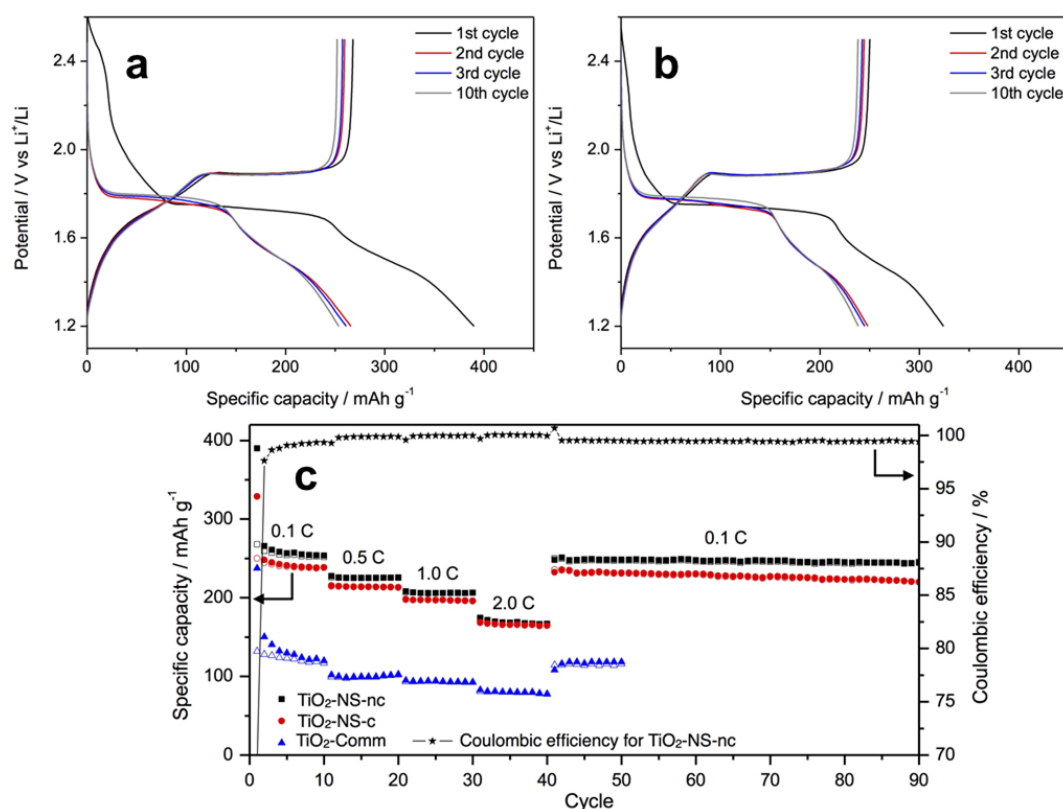 a
1st cycle
2nd cycle
3rd cycle
10th cycle
2.4
2.0
1.6
1.2
Potential / V vs Li⁺/Li
0 100 200 300 400
Specific capacity / mAh g⁻¹
b
1st cycle
2nd cycle
3rd cycle
10th cycle
2.4
2.0
1.6
1.2
Potential / V vs Li⁺/Li
0 100 200 300 400
Specific capacity / mAh g⁻¹
c
400
300
200
100
0
Specific capacity / mAh g⁻¹
100
95
90
85
80
75
70
Coulombic efficiency / %
0.1 C
0.5 C
1.0 C
2.0 C
0.1 C
TiO₂-NS-nc
TiO₂-NS-c
TiO₂-Comm
Coulombic efficiency for TiO₂-NS-nc
0 10 20 30 40 50 60 70 80 90
Cycle